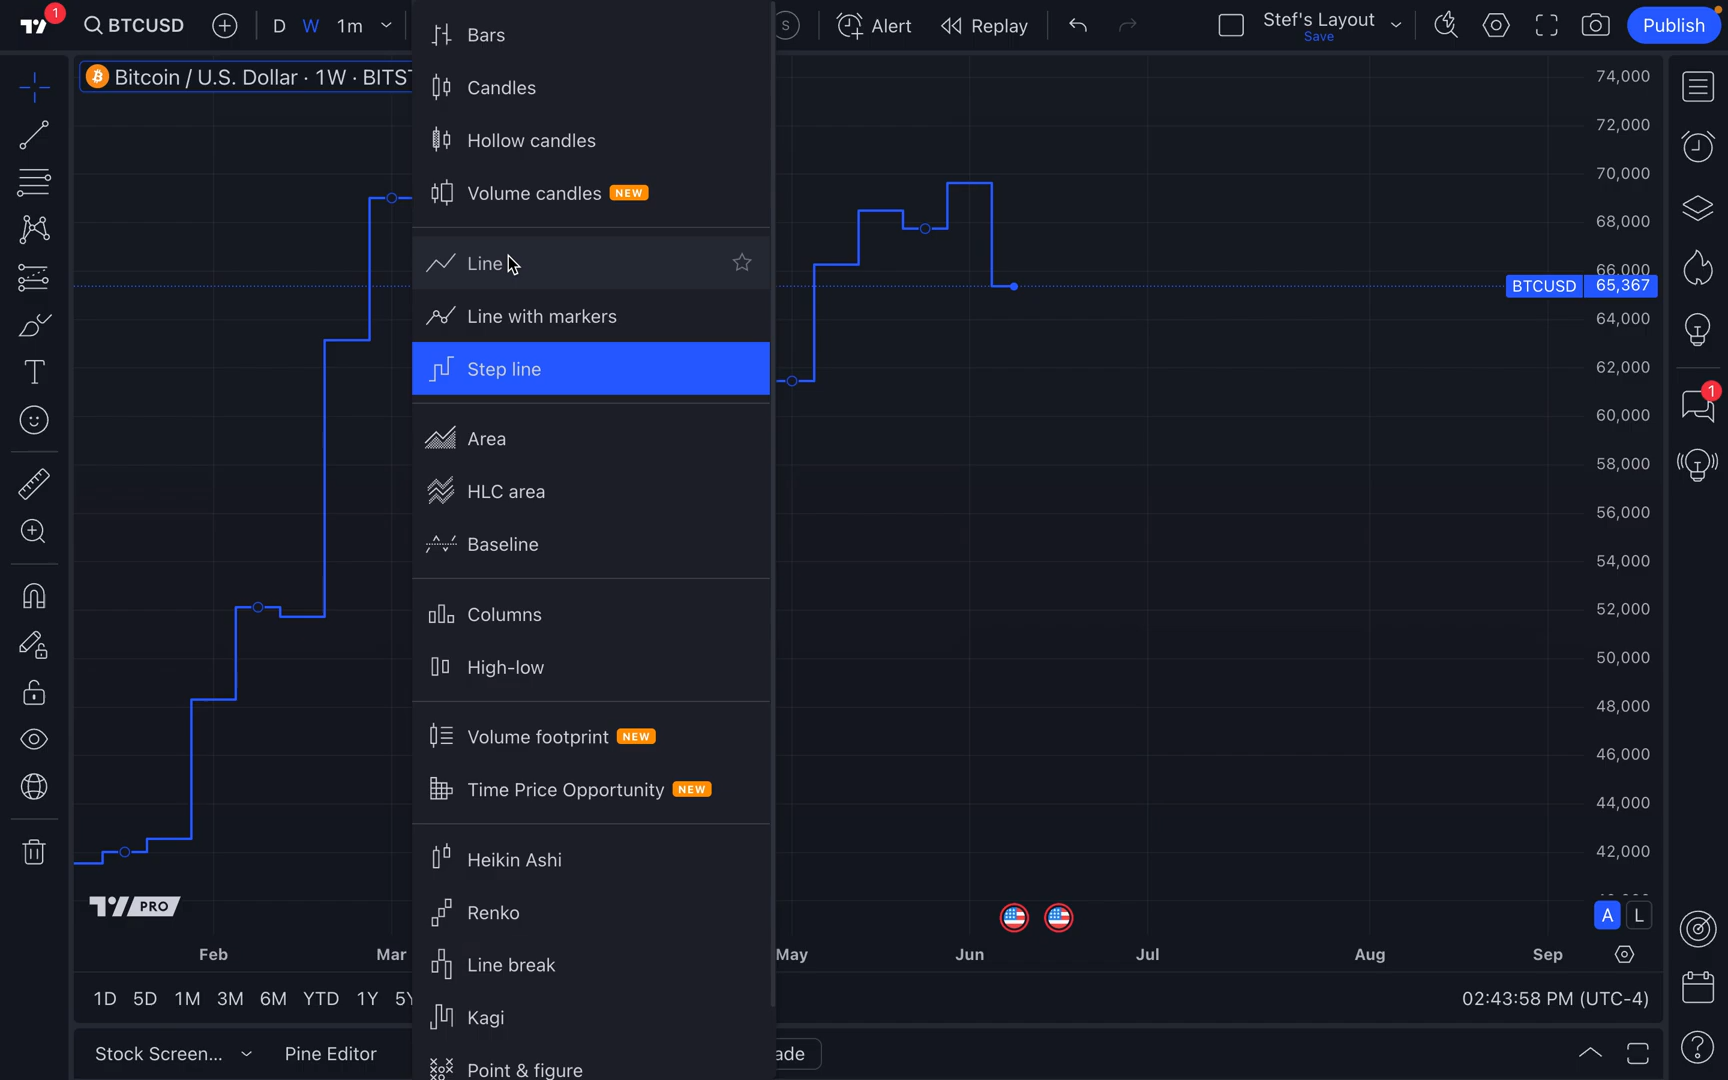 1
BTCUSD
D
W
1m
S
Alert
Replay
Stef's Layout
Save
Publish
Bitcoin / U.S. Dollar · 1W · BITST
Bars
Candles
Hollow candles
Volume candles NEW
Line
Line with markers
Step line
Area
HLC area
Baseline
Columns
High-low
Volume footprint NEW
Time Price Opportunity NEW
Heikin Ashi
Renko
Line break
Kagi
Point & figure
74,000
72,000
70,000
68,000
66,000
BTCUSD 65,367
64,000
62,000
60,000
58,000
56,000
54,000
52,000
50,000
48,000
46,000
44,000
42,000
1
PRO
A L
Feb Mar May Jun Jul Aug Sep
1D 5D 1M 3M 6M YTD 1Y 5Y
02:43:58 PM (UTC-4)
Stock Screen... Pine Editor ade